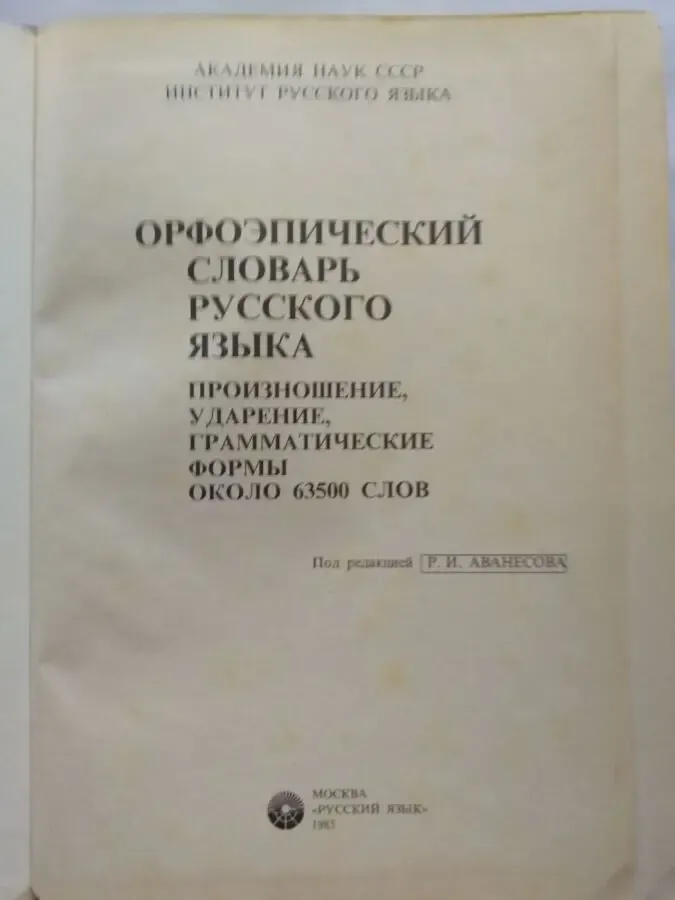 АКАДЕМИЯ НАУК СССР
ИНСТИТУТ РУССКОГО ЯЗЫКА
ОРФОЭПИЧЕСКИЙ
СЛОВАРЬ
РУССКОГО
ЯЗЫКА
ПРОИЗНОШЕНИЕ,
УДАРЕНИЕ,
ГРАММАТИЧЕСКИЕ
ФОРМЫ
ОКОЛО 63500 СЛОВ
Под редакцией Р. И. АВАНЕСОВА
МОСКВА
«РУССКИЙ ЯЗЫК»